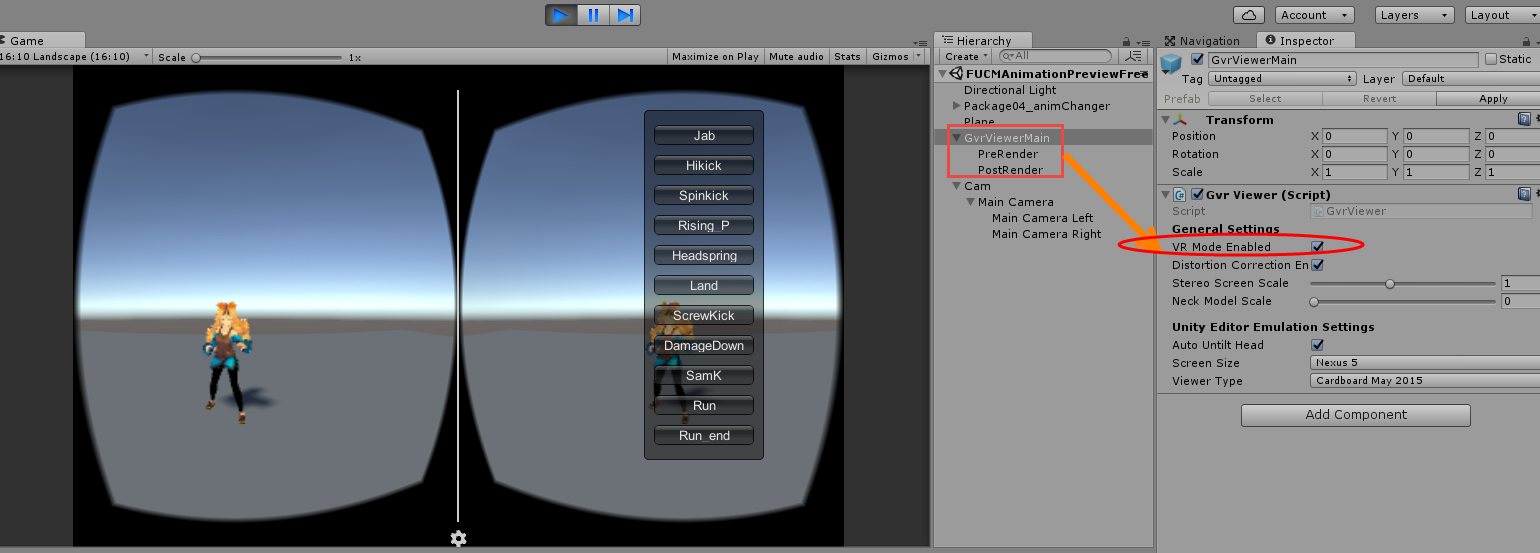 Account
Layers
Layout
Game
Hierarchy
Navigation
Inspector
16:10 Landscape (16:10)
Scale
1x
Maximize on Play
Mute audio
Stats
Gizmos
Create
All
GvrViewerMain
Static
Tag
Untagged
Layer
Default
Prefab
Select
Revert
Apply
FUCMAnimationPreviewFree
Directional Light
Package04_animChanger
Plane
GvrViewerMain
PreRender
PostRender
Cam
Main Camera
Main Camera Left
Main Camera Right
Jab
Hikick
Spinkick
Rising_P
Headspring
Land
ScrewKick
DamageDown
SamK
Run
Run_end
Transform
Position X 0 Y 0 Z 0
Rotation X 0 Y 0 Z 0
Scale X 1 Y 1 Z 1
Gvr Viewer (Script)
Script GvrViewer
General Settings
VR Mode Enabled
Distortion Correction En
Stereo Screen Scale 1
Neck Model Scale 0
Unity Editor Emulation Settings
Auto Untilt Head
Screen Size Nexus 5
Viewer Type Cardboard May 2015
Add Component